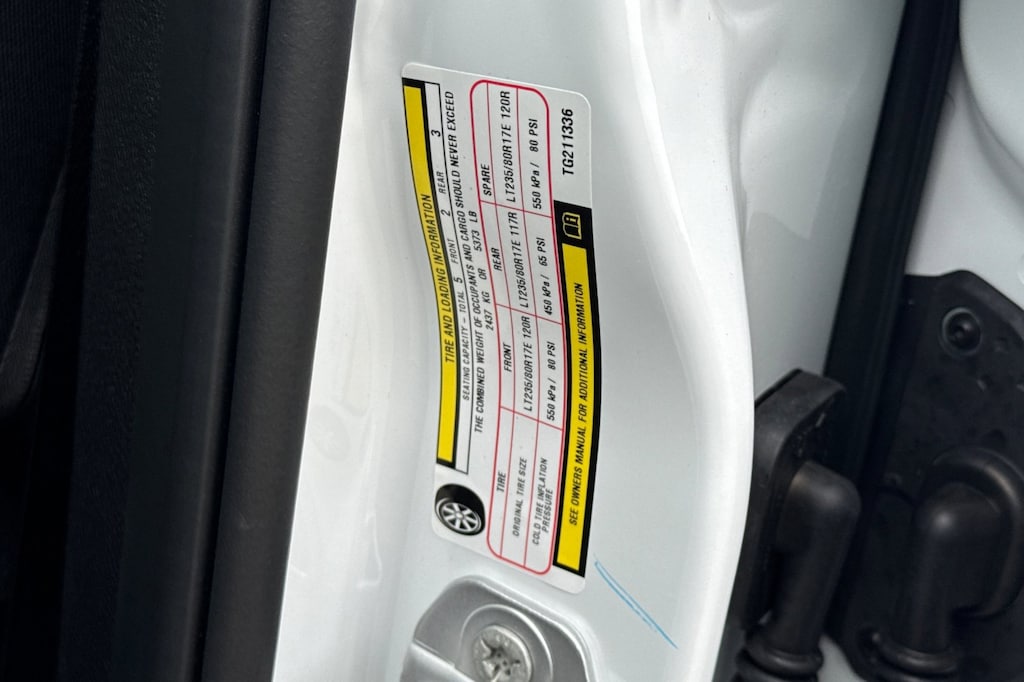 TIRE AND LOADING INFORMATION
SEATING CAPACITY – TOTAL 5 FRONT 2 REAR 3
THE COMBINED WEIGHT OF OCCUPANTS AND CARGO SHOULD NEVER EXCEED
2437 KG OR 5373 LB
TIRE FRONT REAR SPARE
ORIGINAL TIRE SIZE LT235/80R17E 120R LT235/80R17E 117R LT235/80R17E 120R
COLD TIRE INFLATION PRESSURE 550 kPa / 80 PSI 450 kPa / 65 PSI 550 kPa / 80 PSI
SEE OWNERS MANUAL FOR ADDITIONAL INFORMATION
TG211336